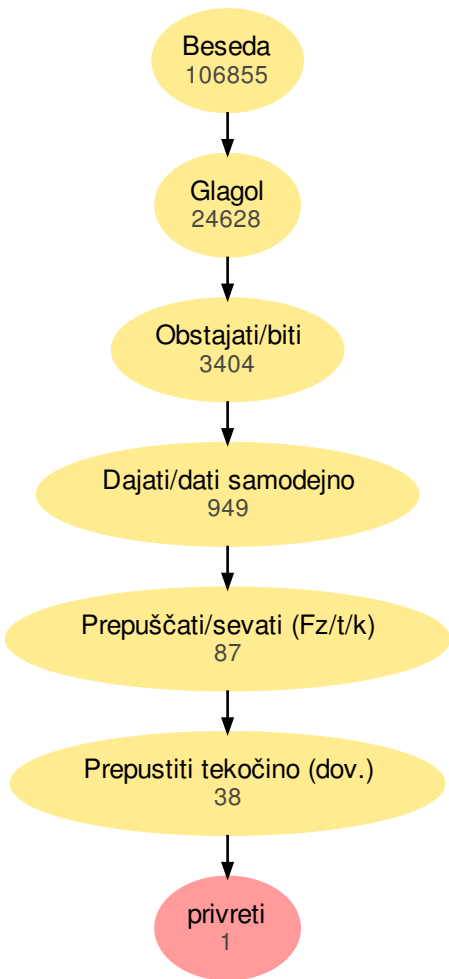 Beseda
106855
Glagol
24628
Obstajati/biti
3404
Dajati/dati samodejno
949
Prepuščati/sevati (Fz/t/k)
87
Prepustiti tekočino (dov.)
38
privreti
1